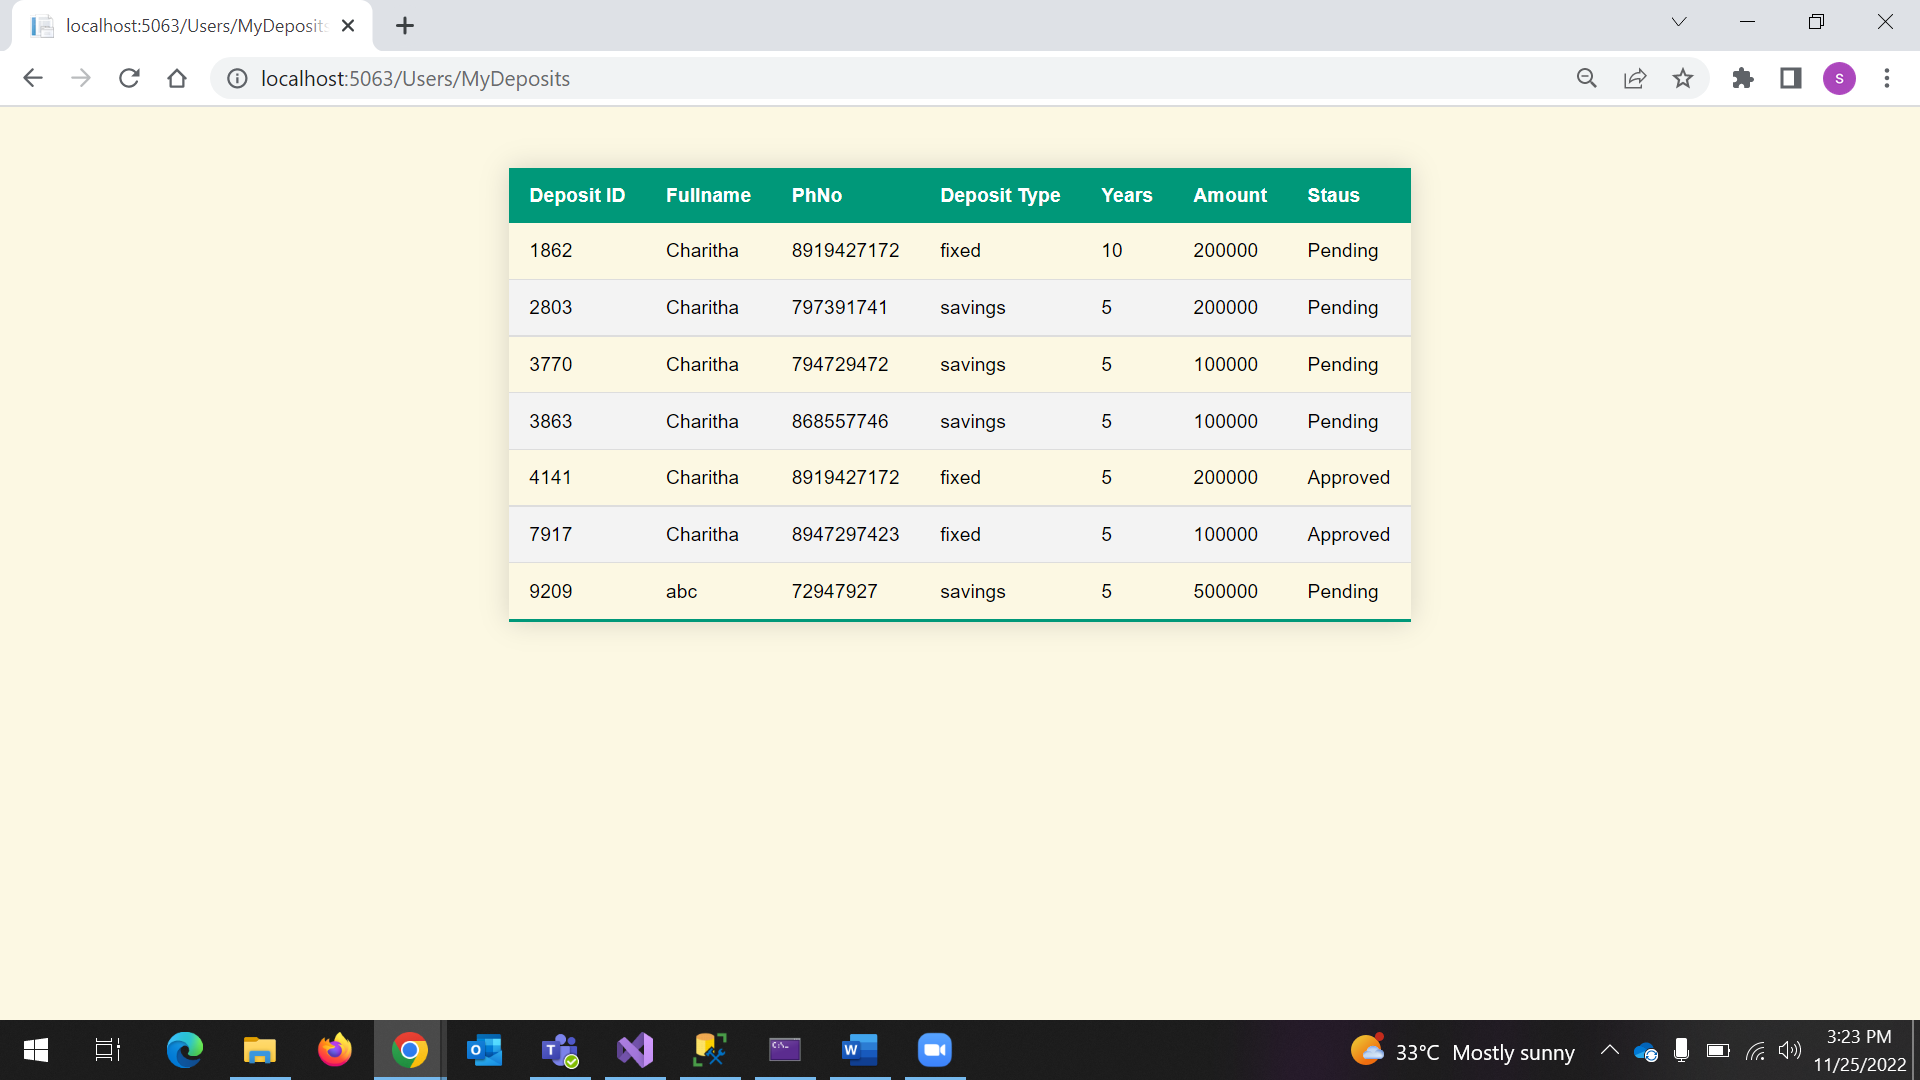 localhost:5063/Users/MyDeposits
localhost:5063/Users/MyDeposits
s
Deposit ID Fullname PhNo Deposit Type Years Amount Staus
1862 Charitha 8919427172 fixed 10 200000 Pending
2803 Charitha 797391741 savings 5 200000 Pending
3770 Charitha 794729472 savings 5 100000 Pending
3863 Charitha 868557746 savings 5 100000 Pending
4141 Charitha 8919427172 fixed 5 200000 Approved
7917 Charitha 8947297423 fixed 5 100000 Approved
9209 abc 72947927 savings 5 500000 Pending
33°C Mostly sunny
3:23 PM
11/25/2022